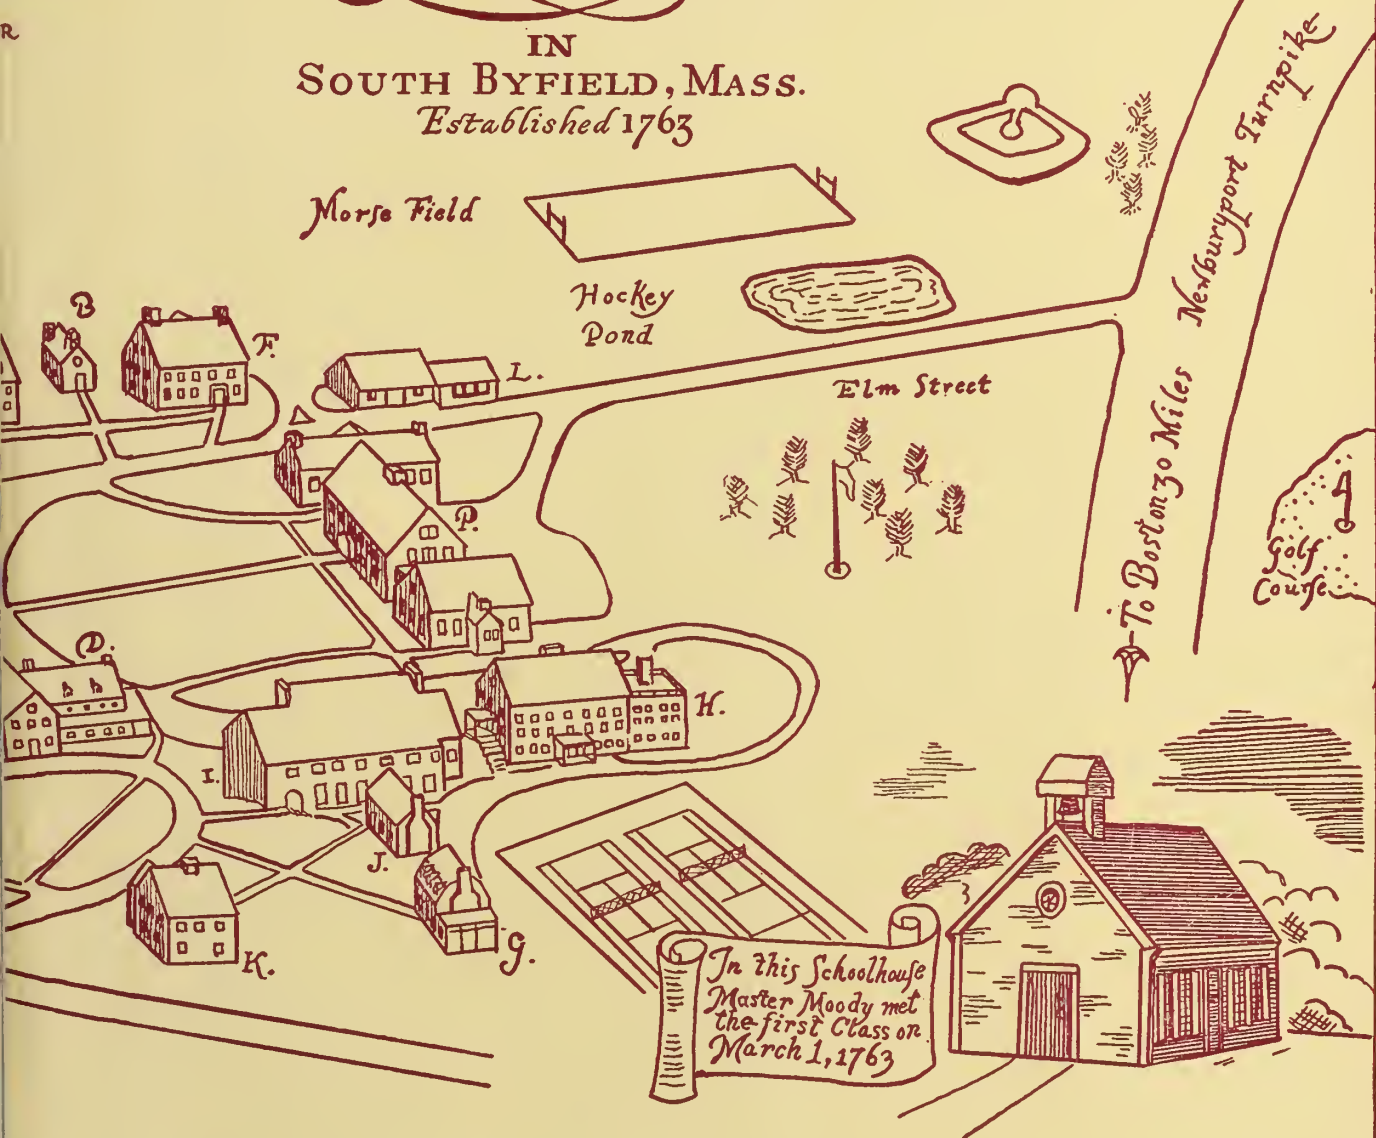 R
IN
SOUTH BYFIELD, MASS.
Established 1763
Morse Field
Hockey
Pond
Newburyport Turnpike
B
F.
L.
A
Elm Street
P.
To Boston 30 Miles
Golf
Course
D.
H.
I.
J.
K.
G.
In this Schoolhouse
Master Moody met
the first Class on
March 1, 1763